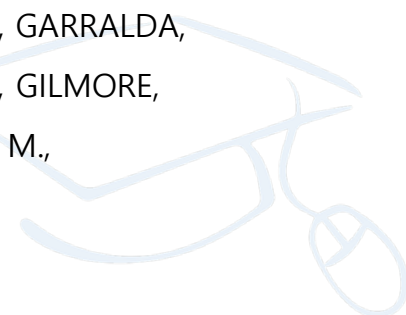 , GARRALDA,
, GILMORE,
M.,